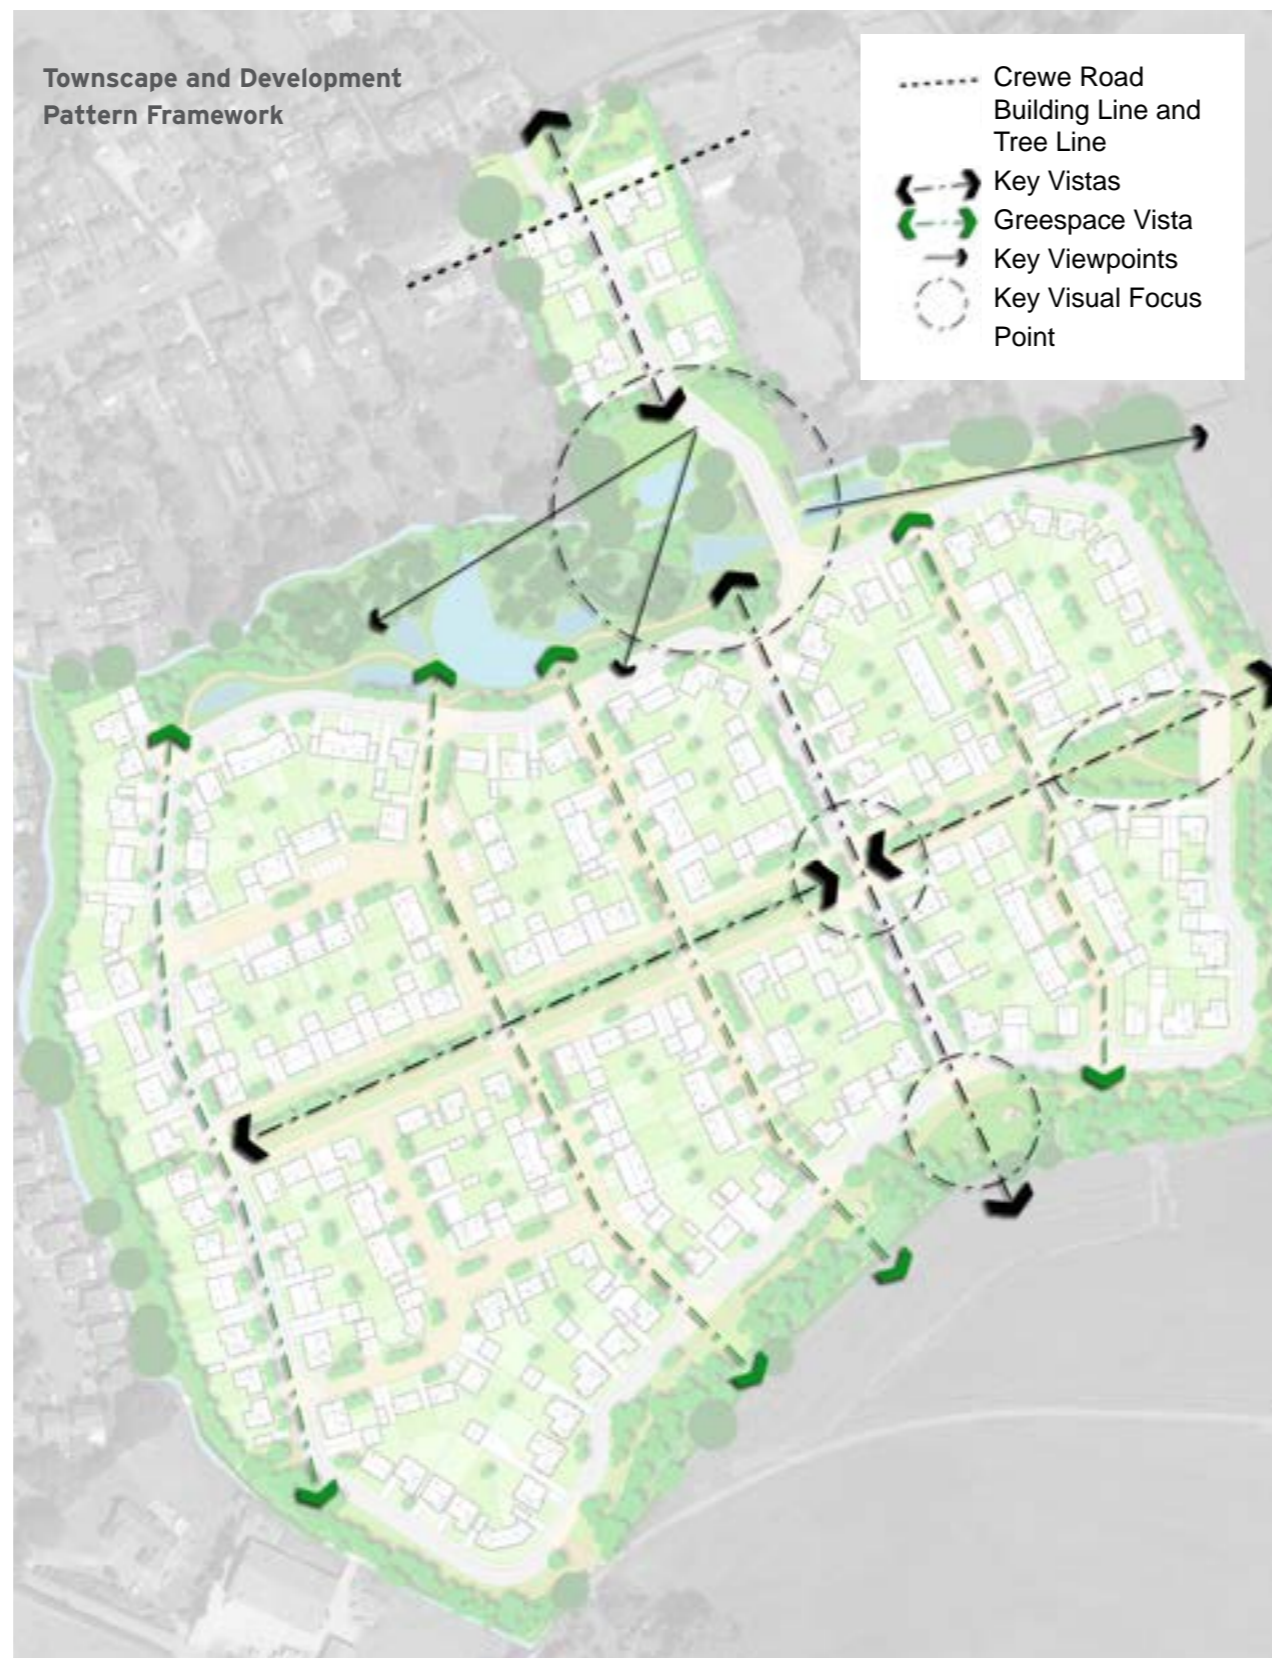 Townscape and Development
Pattern Framework
Crewe Road
Building Line and
Tree Line
Key Vistas
Greespace Vista
Key Viewpoints
Key Visual Focus
Point